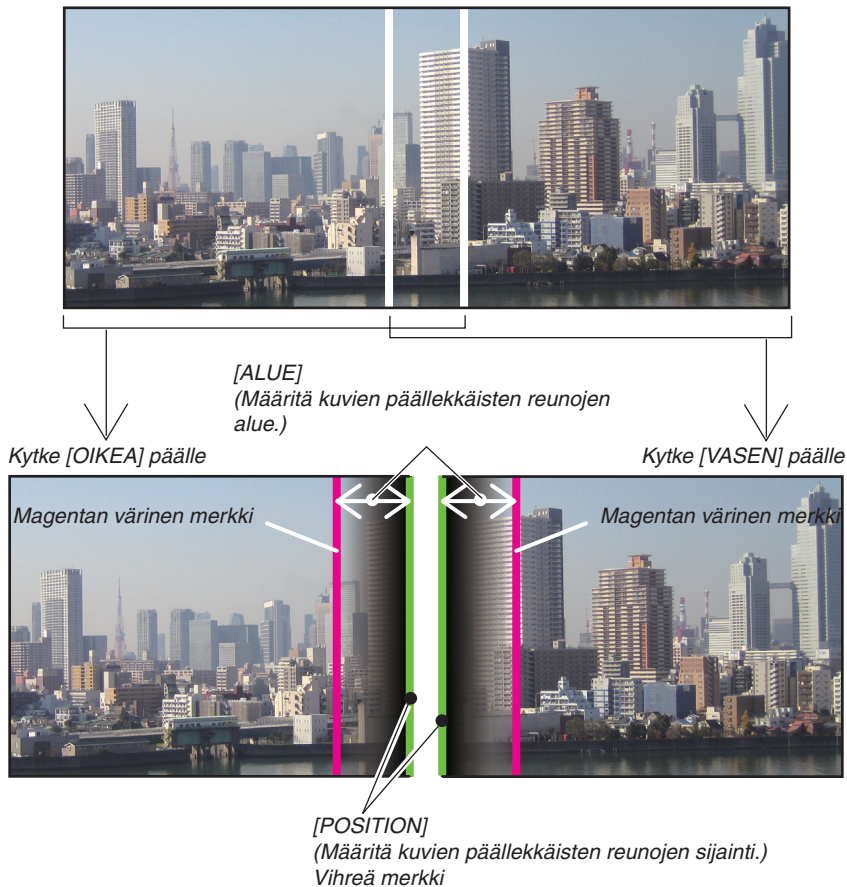 [ALUE]
(Määritä kuvien päällekkäisten reunojen
alue.)
Kytke [OIKEA] päälle
Kytke [VASEN] päälle
Magentan värinen merkki
Magentan värinen merkki
[POSITION]
(Määritä kuvien päällekkäisten reunojen sijainti.)
Vihreä merkki